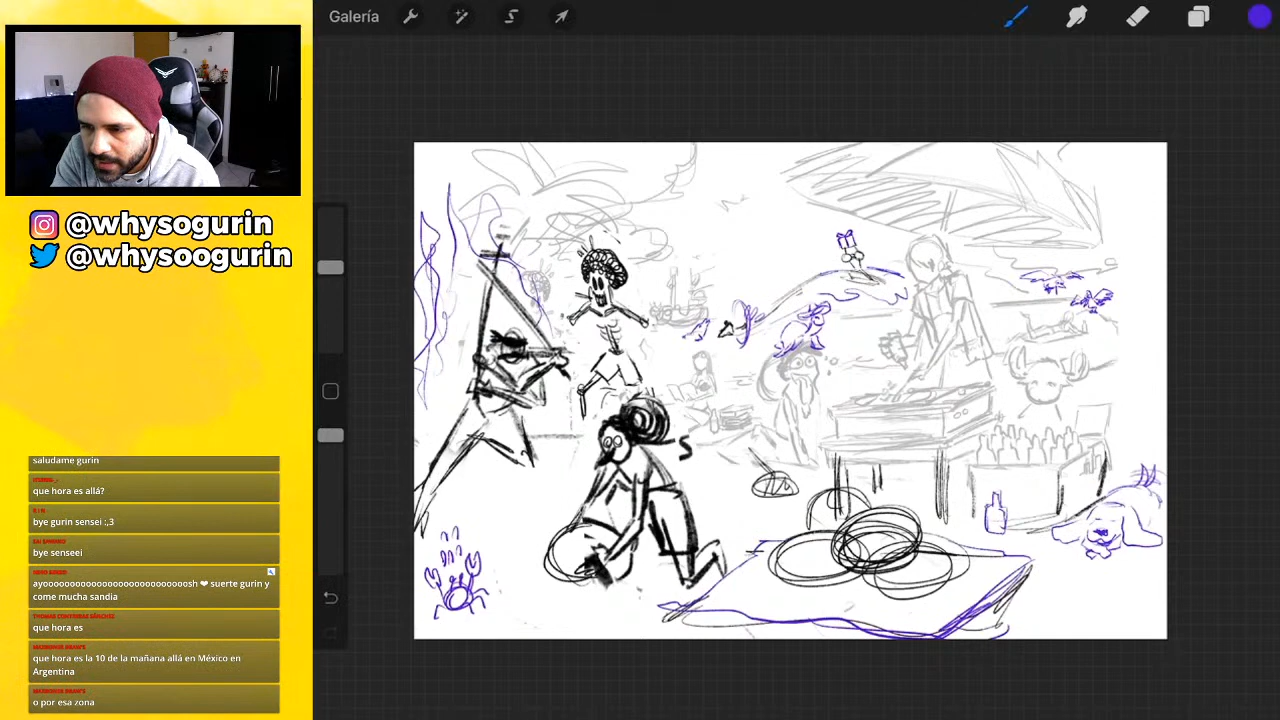 Galería
@whysogurin
@whysoogurin
saludame gurin
que hora es allá?
bye gurin sensei :,3
bye senseei
ayoooooooooooooooooooooooooosh ❤ suerte gurin y
come mucha sandia
que hora es
que hora es la 10 de la mañana allá en México en
Argentina
o por esa zona